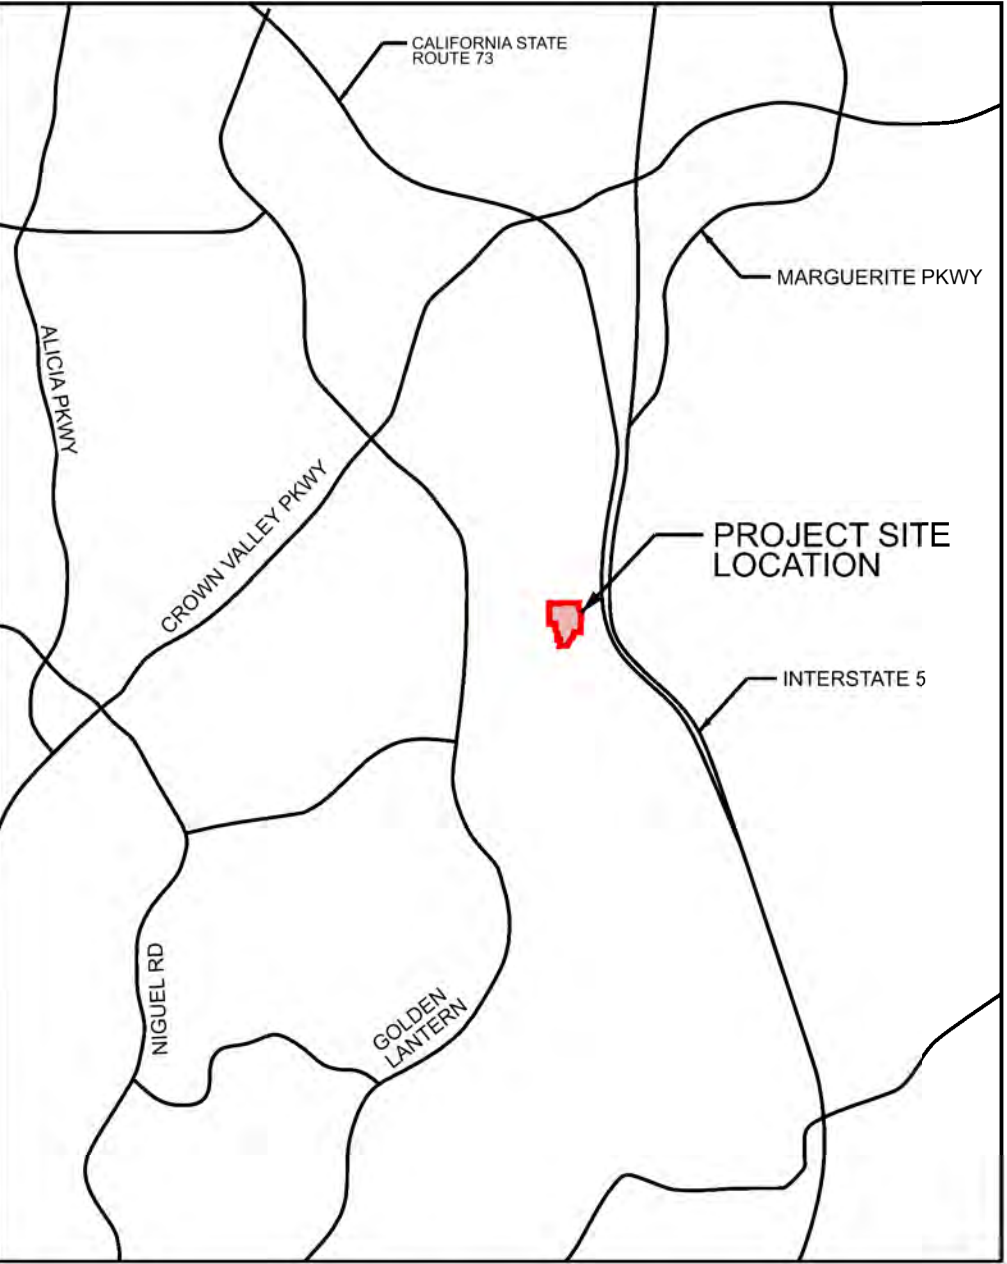 CALIFORNIA STATE
ROUTE 73
MARGUERITE PKWY
ALICIA PKWY
CROWN VALLEY PKWY
PROJECT SITE
LOCATION
INTERSTATE 5
NIGUEL RD
GOLDEN
LANTERN